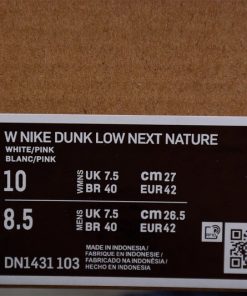 W NIKE DUNK LOW NEXT NATURE
WHITE/PINK
BLANC/PINK
10 WMNS UK 7.5 cm 27
BR 40 EUR 42
8.5 MENS UK 7.5 cm 26.5
BR 40 EUR 42
MADE IN INDONESIA /
FABRIQUÉ EN INDONÉSIE /
FABRICADO NA INDONÉSIA /
HECHO EN INDONESIA
DN1431 103